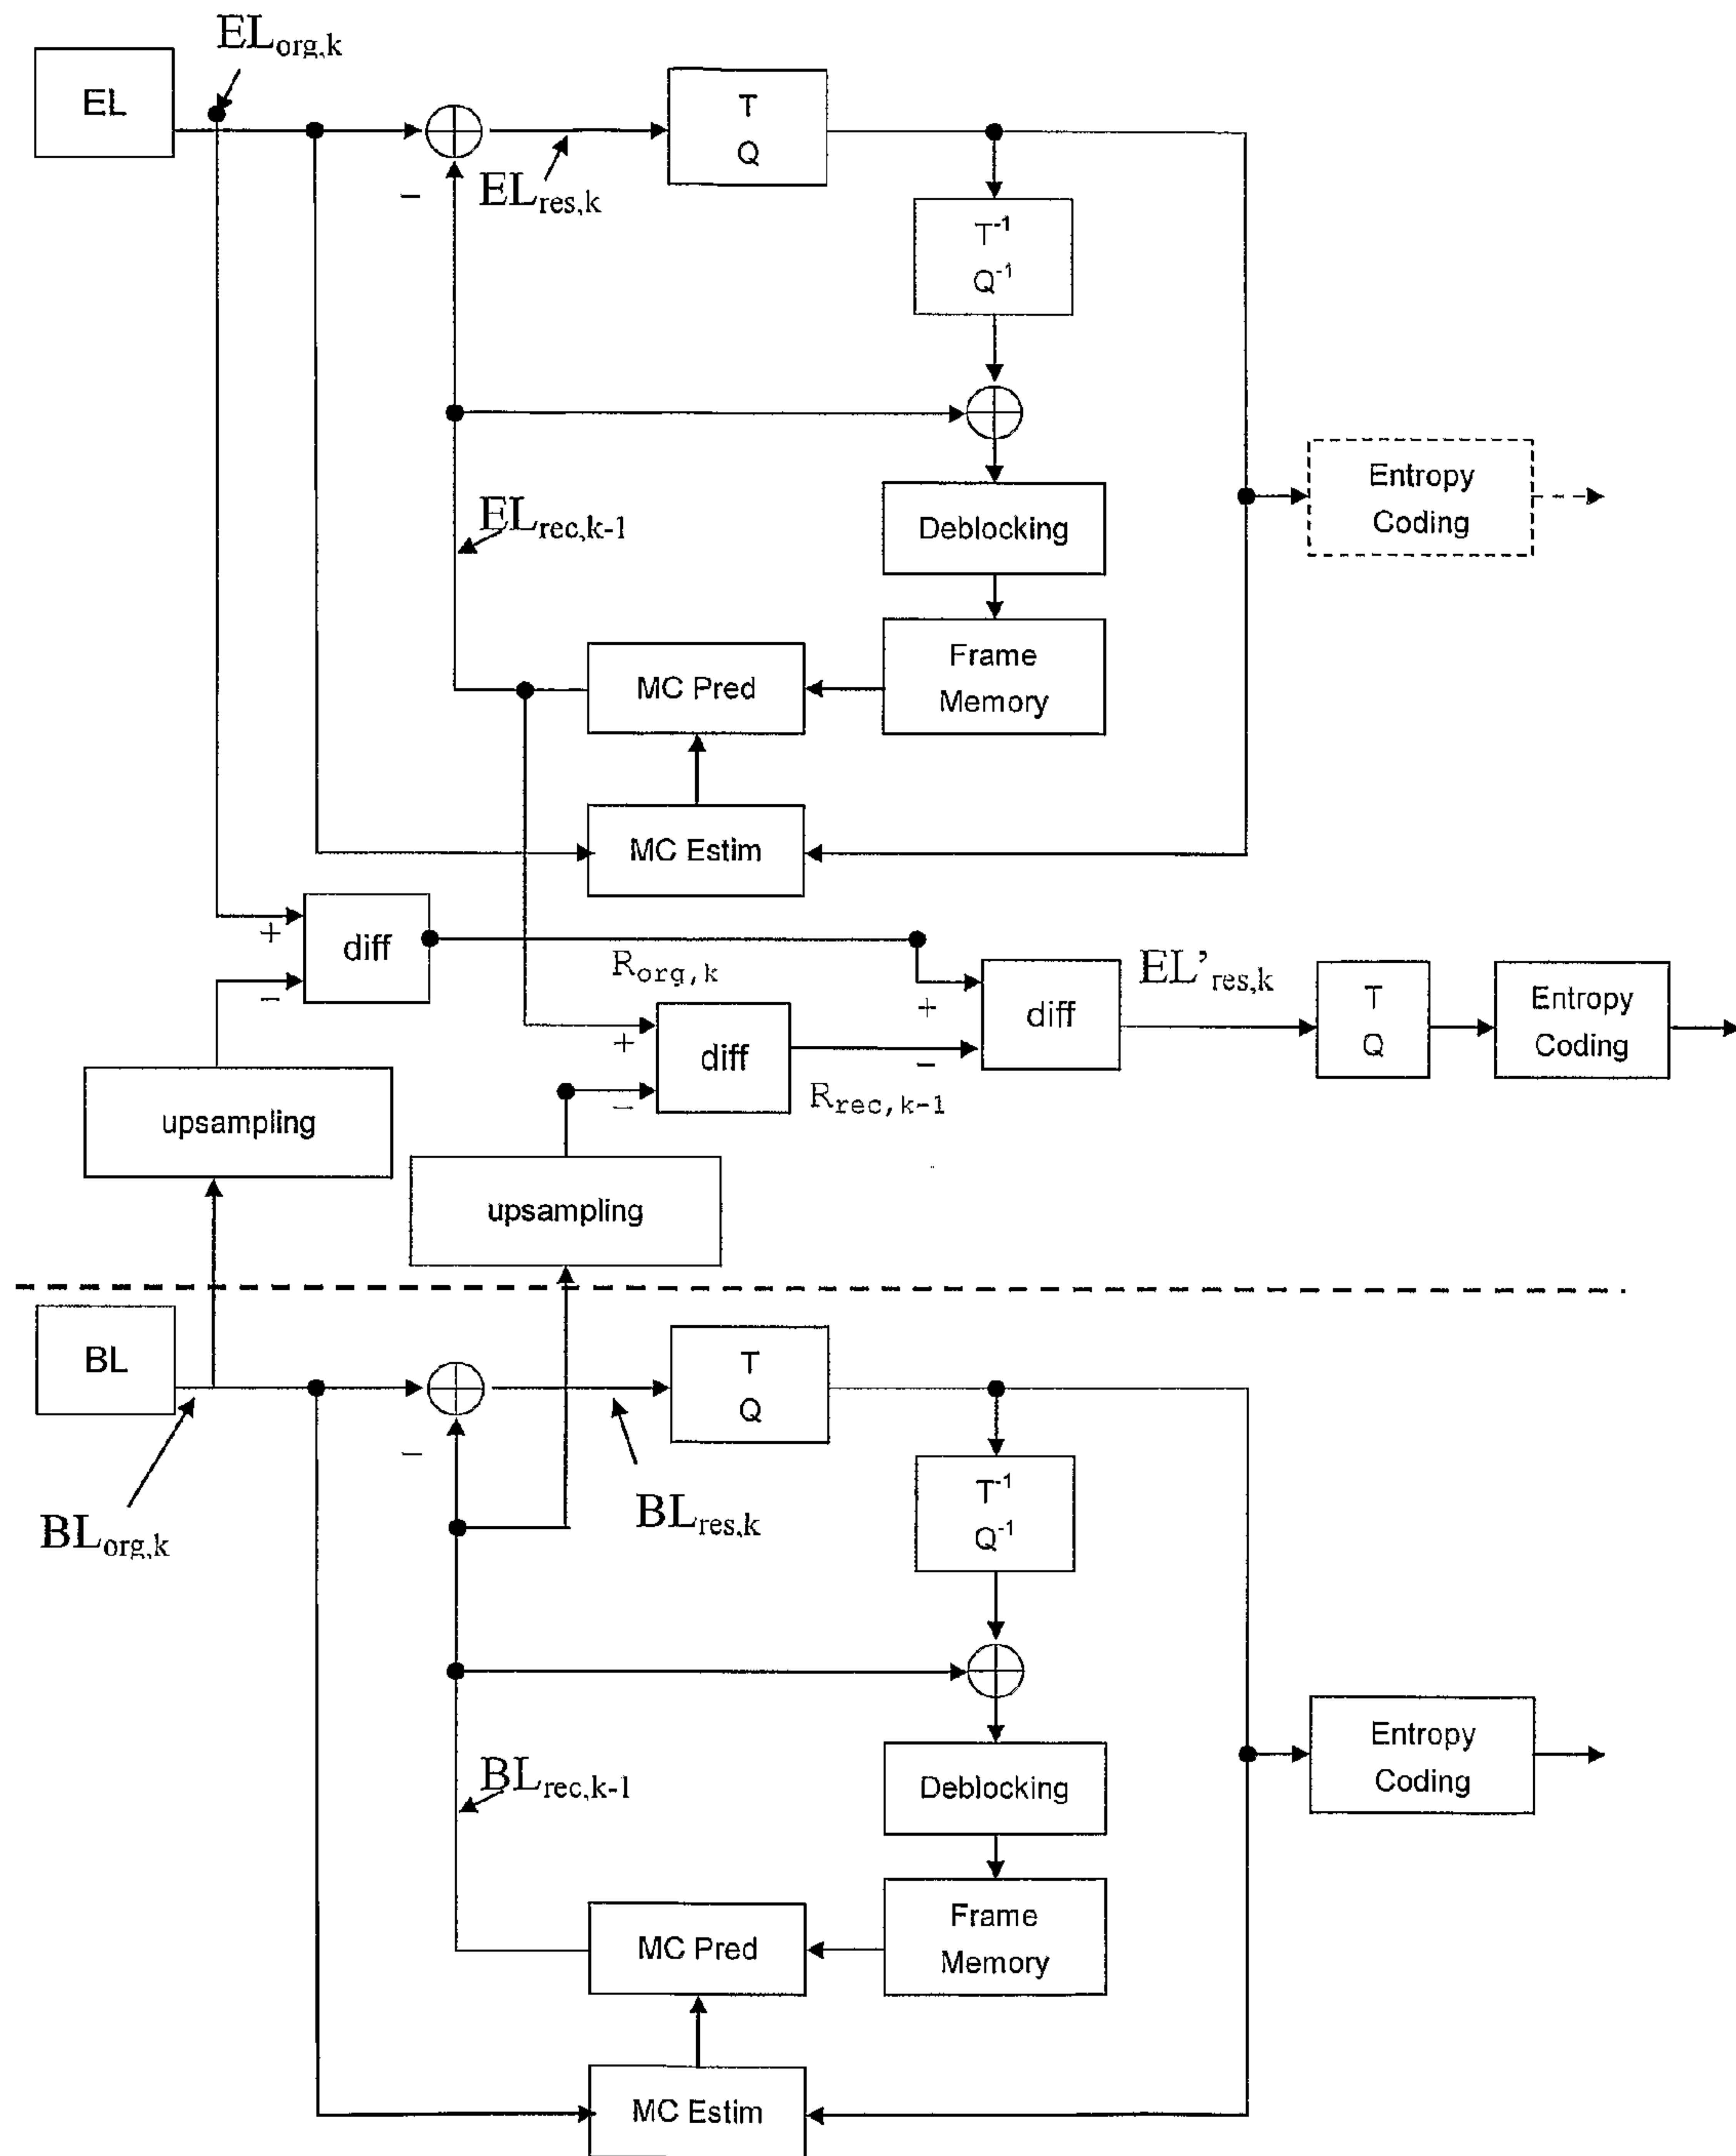 EL_org,k
EL
T
Q
−
EL_res,k
T^-1
Q^-1
Entropy
Coding
EL_rec,k-1
Deblocking
Frame
Memory
MC Pred
MC Estim
+
diff
−
R_org,k
EL'_res,k
+
diff
−
T
Q
Entropy
Coding
+
diff
−
R_rec,k-1
upsampling
upsampling
BL
T
Q
−
BL_org,k
BL_res,k
T^-1
Q^-1
Entropy
Coding
BL_rec,k-1
Deblocking
Frame
Memory
MC Pred
MC Estim